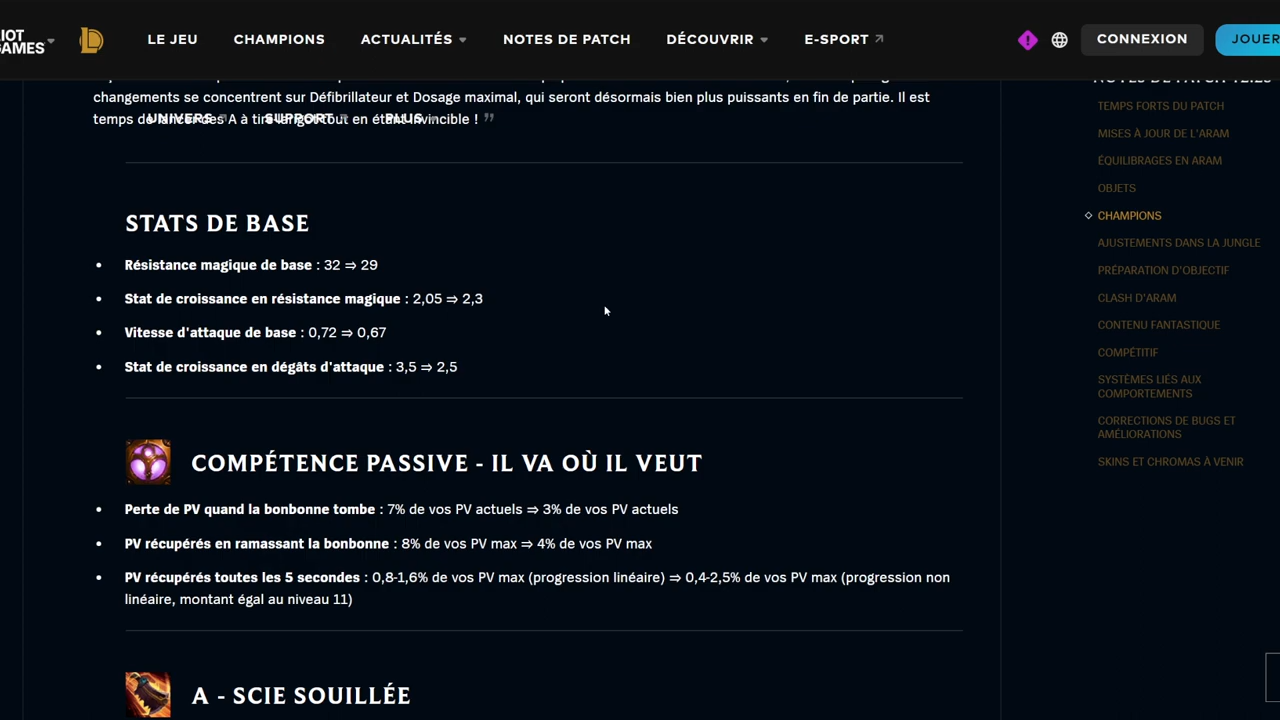 LE JEU
CHAMPIONS
ACTUALITÉS
NOTES DE PATCH
DÉCOUVRIR
E-SPORT
CONNEXION
GAMES
UNIVERS
SUPPORT
PLUS
changements se concentrent sur Défibrillateur et Dosage maximal, qui seront désormais bien plus puissants en fin de partie. Il est
STATS DE BASE
Résistance magique de base : 32 ⇒ 29
Stat de croissance en résistance magique : 2,05 ⇒ 2,3
Vitesse d'attaque de base : 0,72 ⇒ 0,67
Stat de croissance en dégâts d'attaque : 3,5 ⇒ 2,5
COMPÉTENCE PASSIVE - IL VA OÙ IL VEUT
Perte de PV quand la bonbonne tombe : 7% de vos PV actuels ⇒ 3% de vos PV actuels
PV récupérés en ramassant la bonbonne : 8% de vos PV max ⇒ 4% de vos PV max
PV récupérés toutes les 5 secondes : 0,8-1,6% de vos PV max (progression linéaire) ⇒ 0,4-2,5% de vos PV max (progression non
linéaire, montant égal au niveau 11)
A - SCIE SOUILLÉE
TEMPS FORTS DU PATCH
MISES À JOUR DE L'ARAM
ÉQUILIBRAGES EN ARAM
OBJETS
CHAMPIONS
AJUSTEMENTS DANS LA JUNGLE
PRÉPARATION D'OBJECTIF
CLASH D'ARAM
CONTENU FANTASTIQUE
COMPÉTITIF
SYSTÈMES LIÉS AUX
COMPORTEMENTS
CORRECTIONS DE BUGS ET
AMÉLIORATIONS
SKINS ET CHROMAS À VENIR